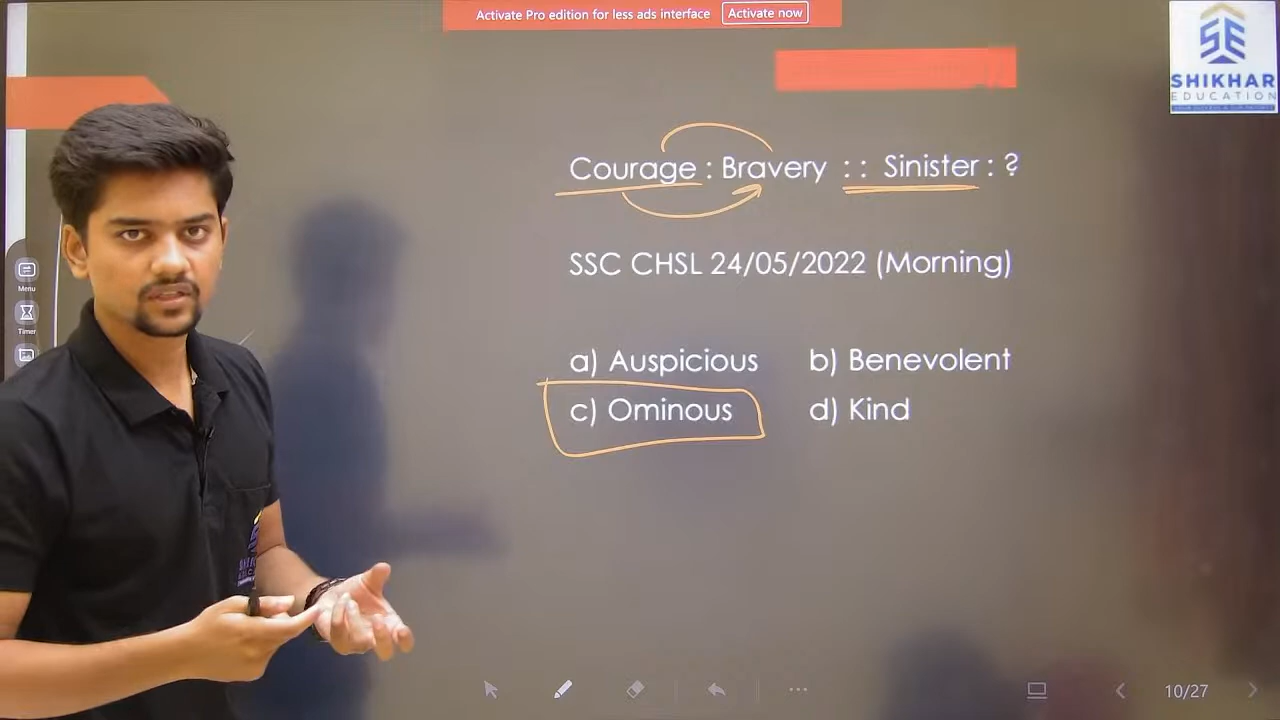 Activate Pro edition for less ads interface Activate now
SHIKHAR
EDUCATION
Courage : Bravery : : Sinister : ?
SSC CHSL 24/05/2022 (Morning)
Menu
Timer
a) Auspicious b) Benevolent
c) Ominous d) Kind
10/27